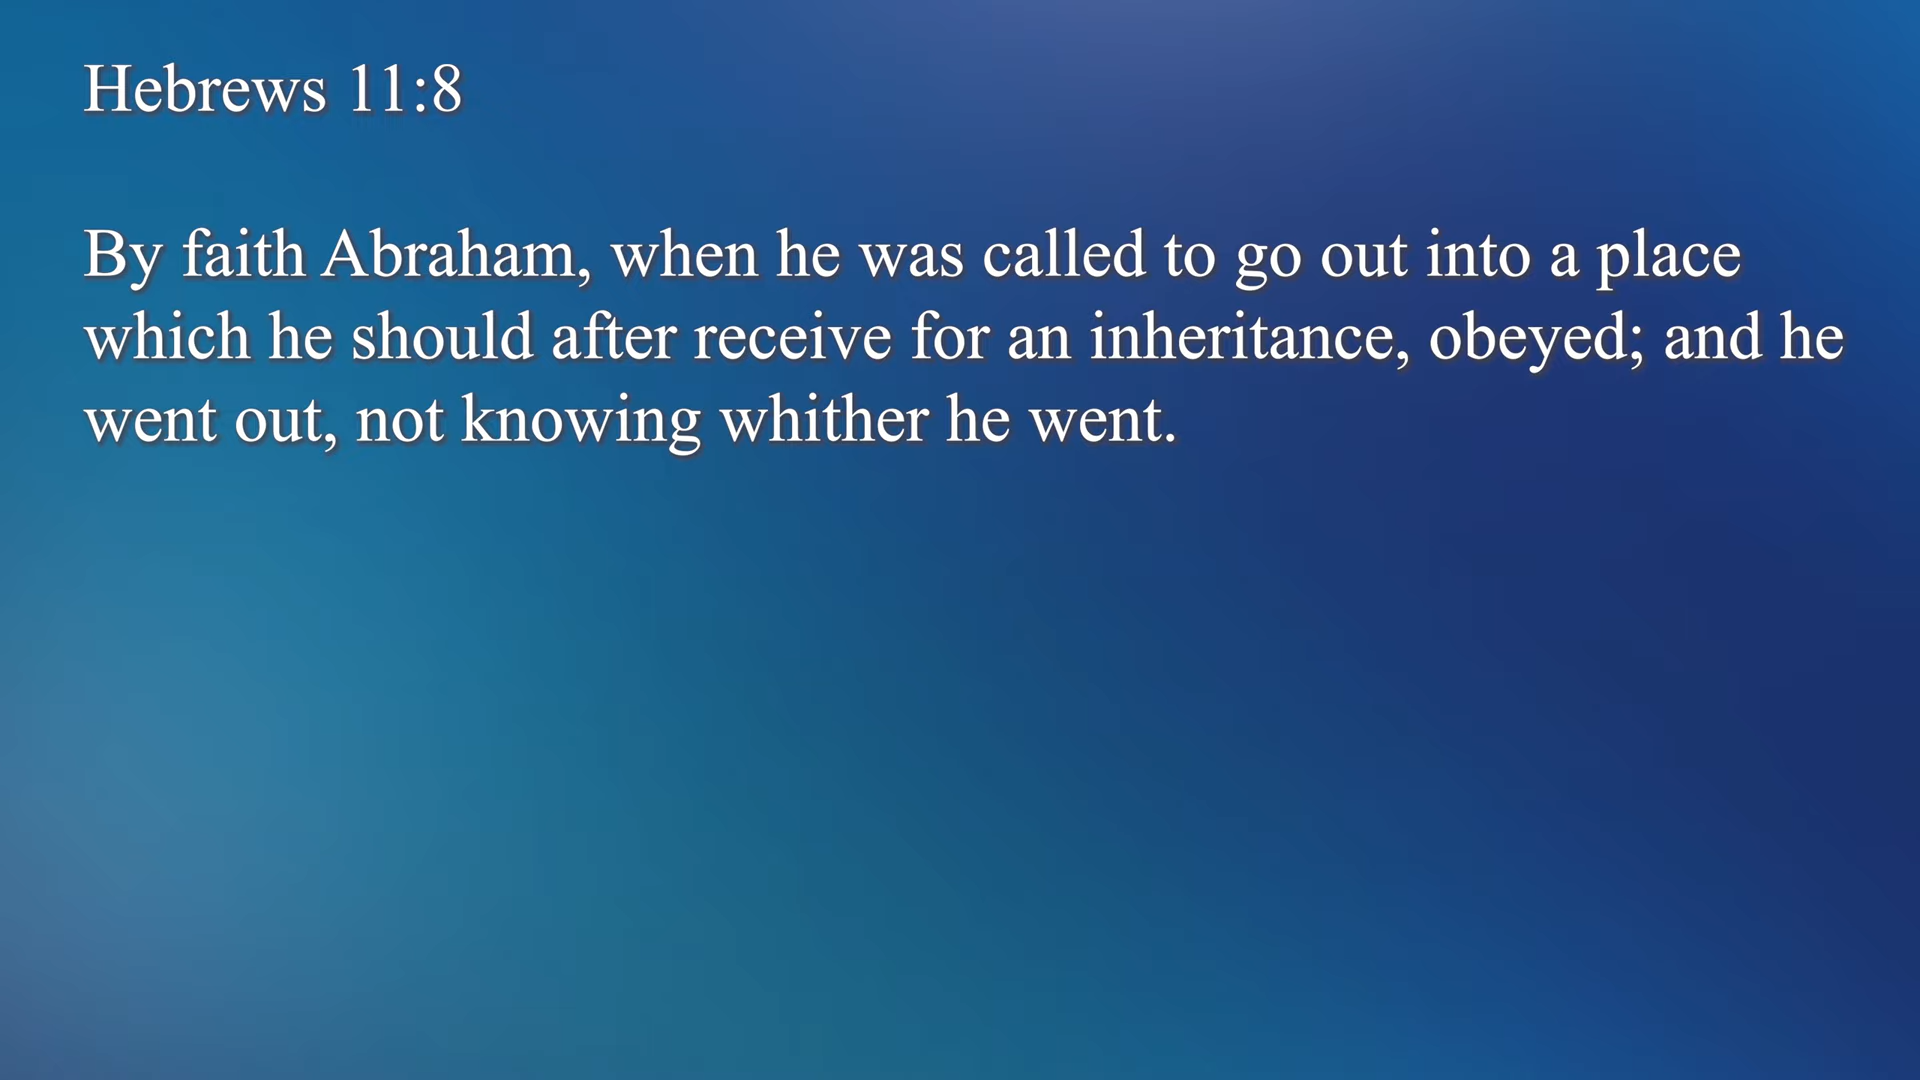 Hebrews 11:8
By faith Abraham, when he was called to go out into a place
which he should after receive for an inheritance, obeyed; and he
went out, not knowing whither he went.